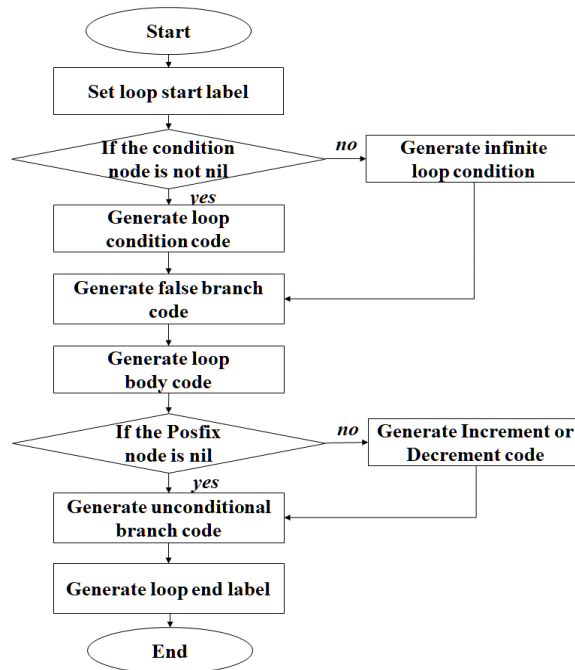 Start
Set loop start label
If the condition
node is not nil
no
Generate infinite
loop condition
yes
Generate loop
condition code
Generate false branch
code
Generate loop
body code
If the Posfix
node is nil
no
Generate Increment or
Decrement code
yes
Generate unconditional
branch code
Generate loop end label
End